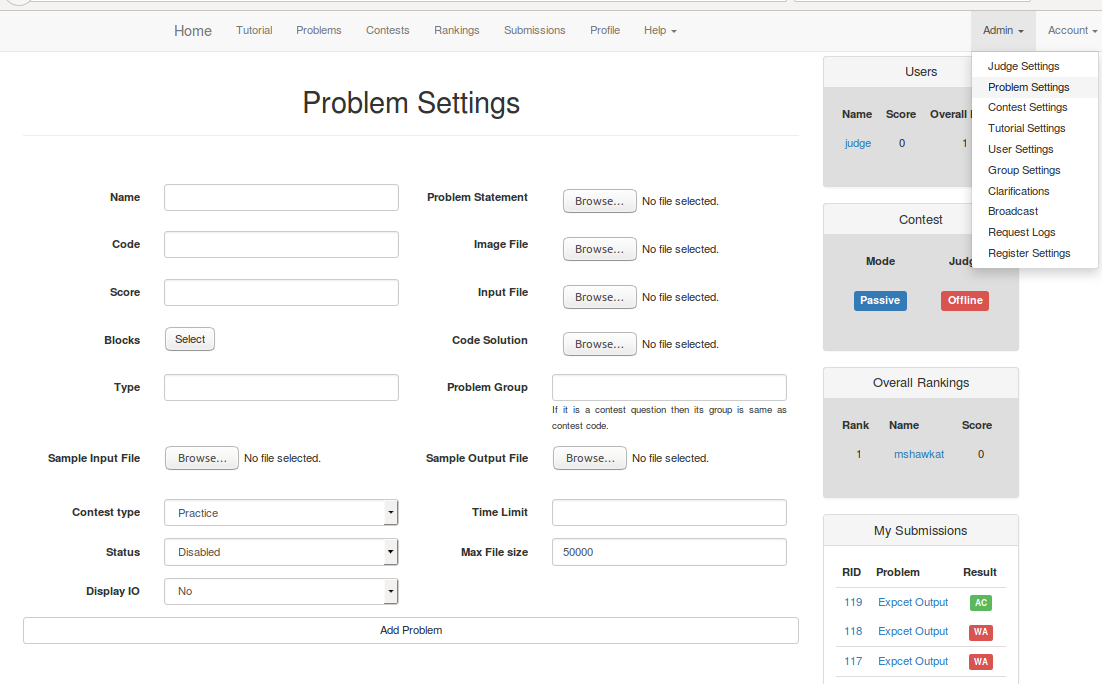 Home Tutorial Problems Contests Rankings Submissions Profile Help Admin Account
Judge Settings
Problem Settings
Contest Settings
Tutorial Settings
User Settings
Group Settings
Clarifications
Broadcast
Request Logs
Register Settings
Problem Settings
Name
Problem Statement Browse... No file selected.
Code
Image File Browse... No file selected.
Score
Input File Browse... No file selected.
Blocks Select
Code Solution Browse... No file selected.
Type
Problem Group
If it is a contest question then its group is same as
contest code.
Sample Input File Browse... No file selected.
Sample Output File Browse... No file selected.
Contest type Practice
Time Limit
Status Disabled
Max File size 50000
Display IO No
Add Problem
Users
Name Score Overall
judge 0 1
Contest
Mode
Passive Offline
Overall Rankings
Rank Name Score
1 mshawkat 0
My Submissions
RID Problem Result
119 Expcet Output AC
118 Expcet Output WA
117 Expcet Output WA